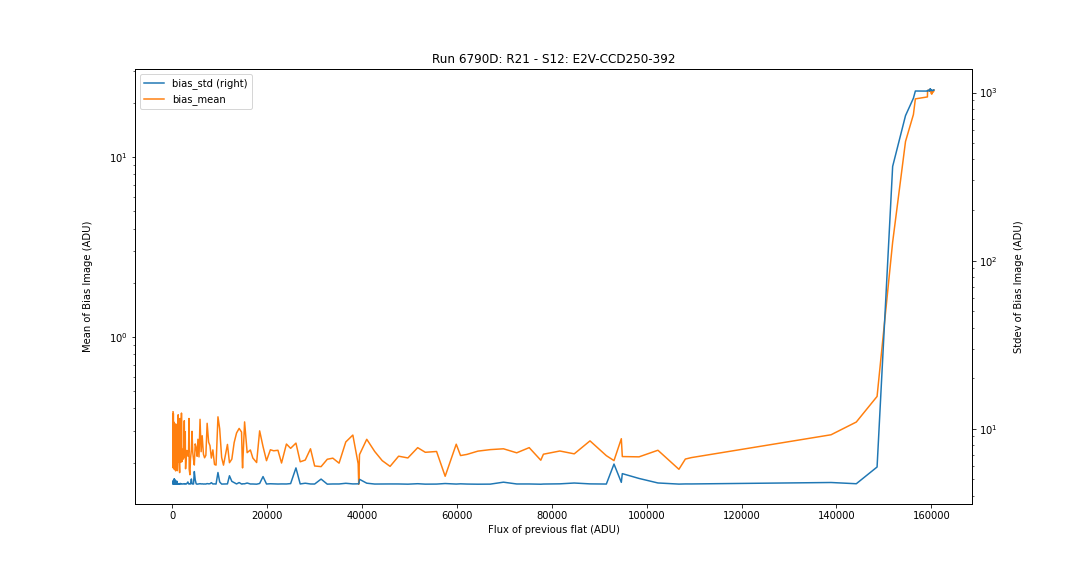 Run 6790D: R21 - S12: E2V-CCD250-392
bias_std (right)
bias_mean
10¹
10⁰
10³
10²
10¹
Mean of Bias Image (ADU)
Stdev of Bias Image (ADU)
0 20000 40000 60000 80000 100000 120000 140000 160000
Flux of previous flat (ADU)